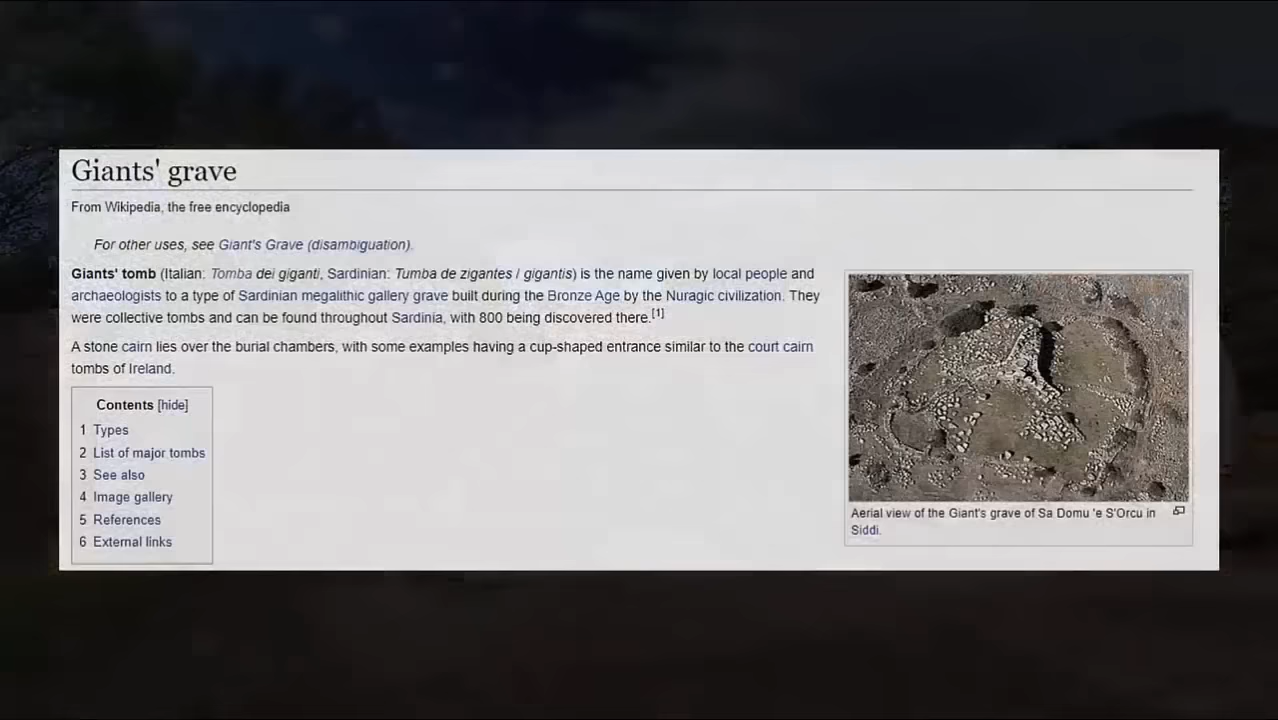 Giants' grave
From Wikipedia, the free encyclopedia
For other uses, see Giant's Grave (disambiguation).
Giants' tomb (Italian: Tomba dei giganti, Sardinian: Tumba de zigantes / gigantis) is the name given by local people and
archaeologists to a type of Sardinian megalithic gallery grave built during the Bronze Age by the Nuragic civilization. They
were collective tombs and can be found throughout Sardinia, with 800 being discovered there.[1]
A stone cairn lies over the burial chambers, with some examples having a cup-shaped entrance similar to the court cairn
tombs of Ireland.
Contents [hide]
1 Types
2 List of major tombs
3 See also
4 Image gallery
5 References
6 External links
Aerial view of the Giant's grave of Sa Domu 'e S'Orcu in
Siddi.